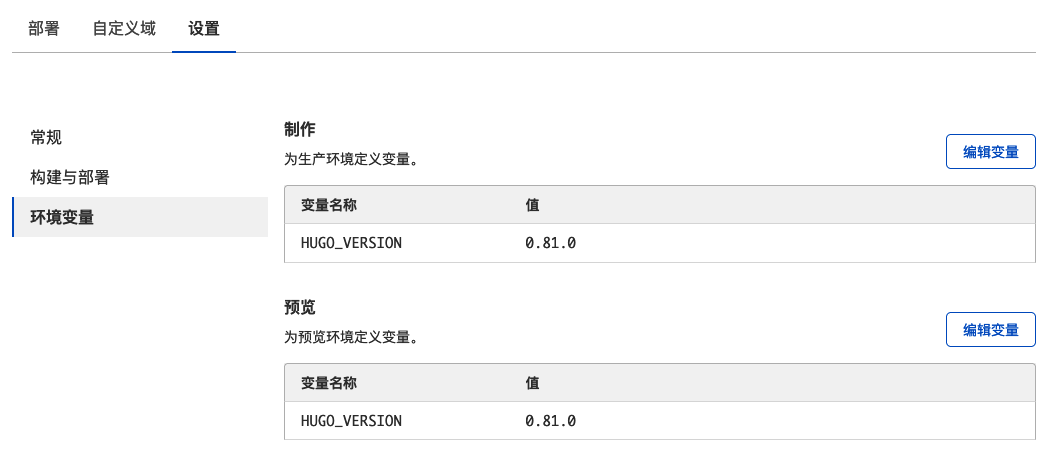 部署 自定义域 设置
常规
构建与部署
环境变量
制作
为生产环境定义变量。
编辑变量
变量名称 值
HUGO_VERSION 0.81.0
预览
为预览环境定义变量。
编辑变量
变量名称 值
HUGO_VERSION 0.81.0